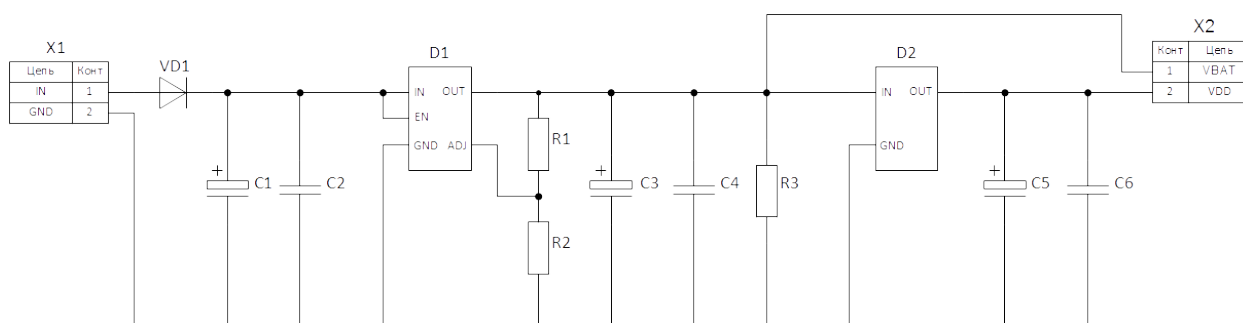 X1
Цепь Конт
IN 1
GND 2
VD1
+
C1
C2
D1
IN OUT
EN
GND ADJ
R1
R2
+
C3
C4
R3
D2
IN OUT
GND
+
C5
C6
X2
Конт Цепь
1 VBAT
2 VDD